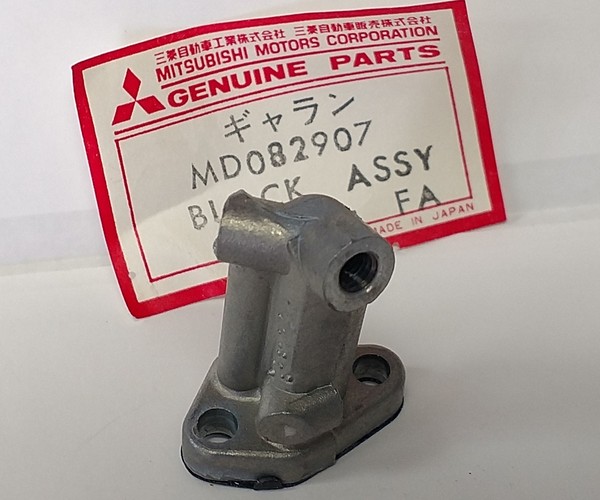 三菱自動車工業株式会社 三菱自動車販売株式会社
MITSUBISHI MOTORS CORPORATION
GENUINE PARTS
ギャラン
MD082907
ASSY
FA
MADE IN JAPAN